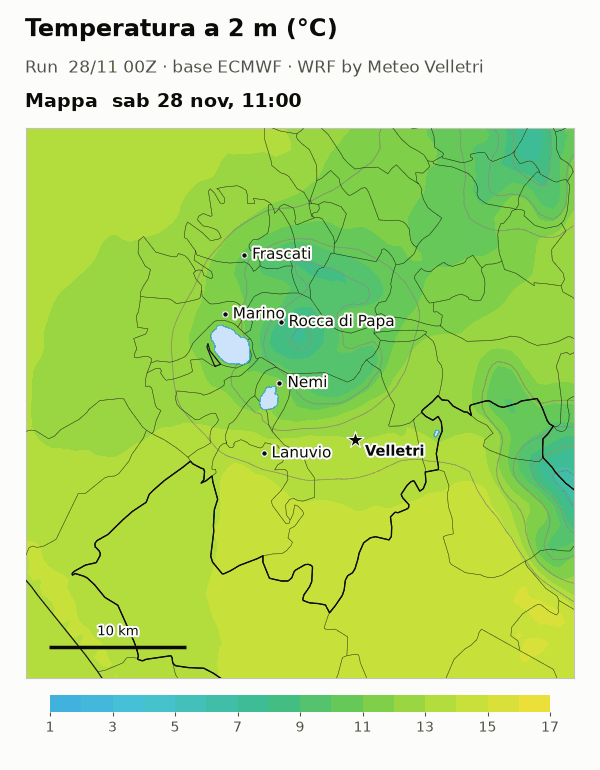 Temperatura a 2 m (°C)
Run  28/11 00Z · base ECMWF · WRF by Meteo Velletri
Mappa  sab 28 nov, 11:00
Frascati
Marino
Rocca di Papa
Nemi
Velletri
Lanuvio
10 km
1 3 5 7 9 11 13 15 17